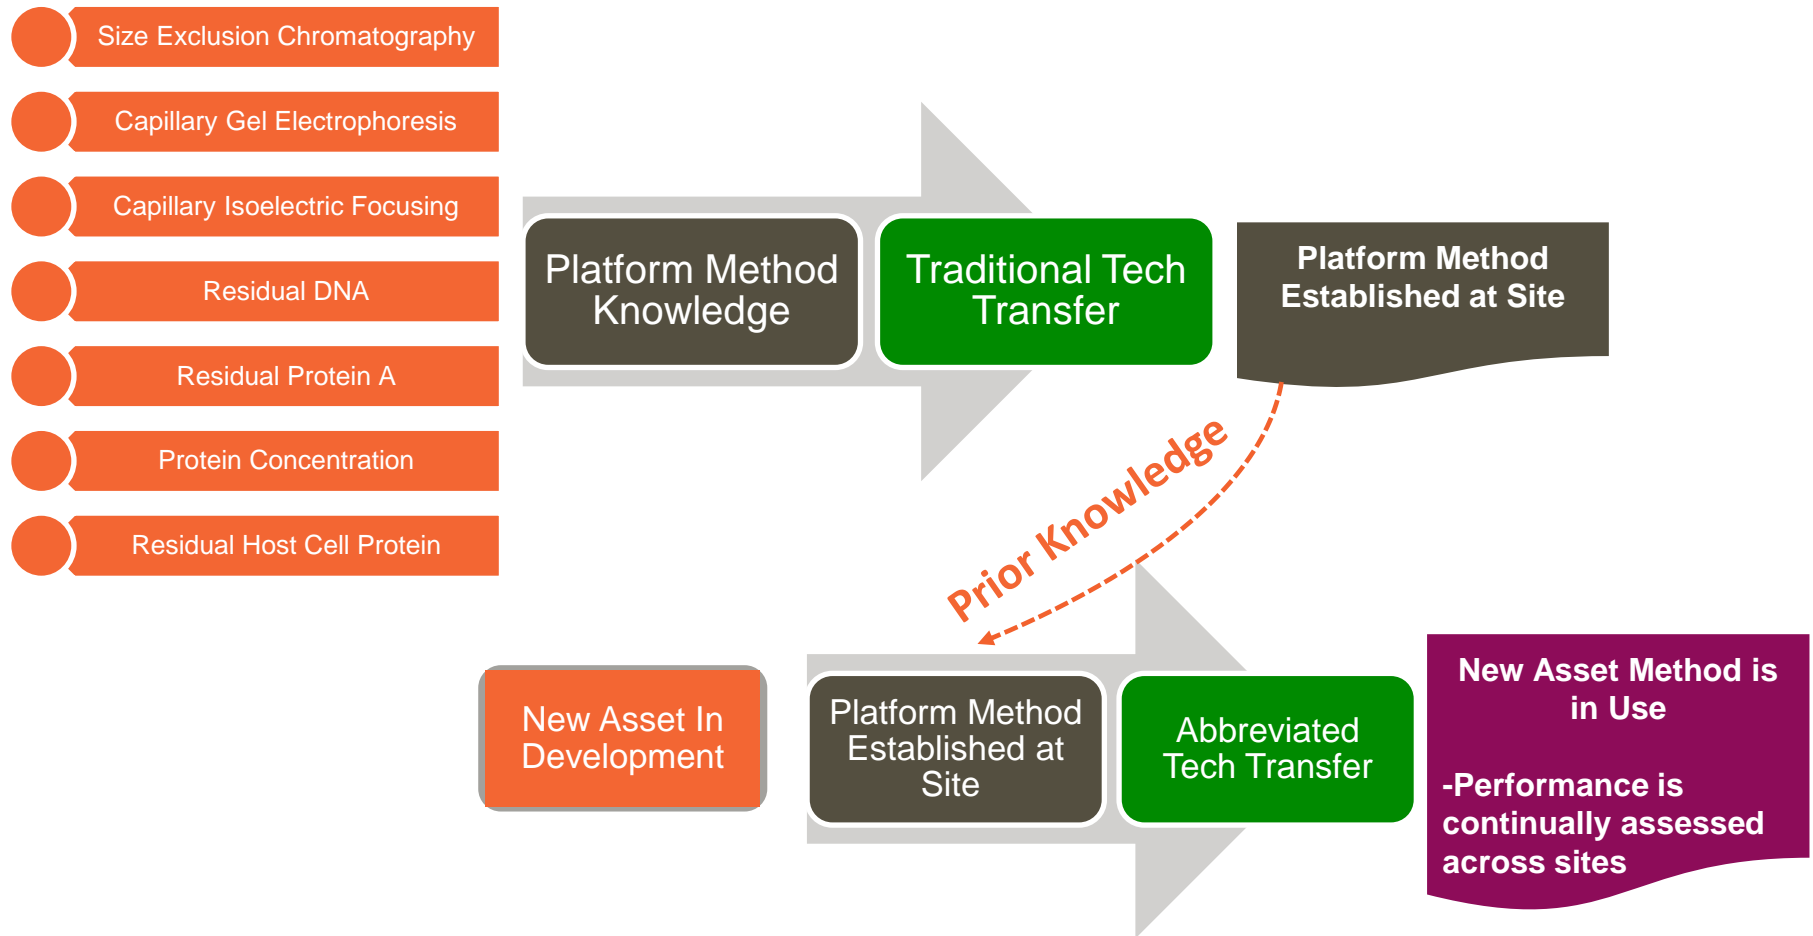 Size Exclusion Chromatography
Capillary Gel Electrophoresis
Capillary Isoelectric Focusing
Residual DNA
Residual Protein A
Protein Concentration
Residual Host Cell Protein
Platform Method
Knowledge
Traditional Tech
Transfer
Platform Method
Established at Site
Prior Knowledge
New Asset In
Development
Platform Method
Established at
Site
Abbreviated
Tech Transfer
New Asset Method is
in Use
-Performance is
continually assessed
across sites